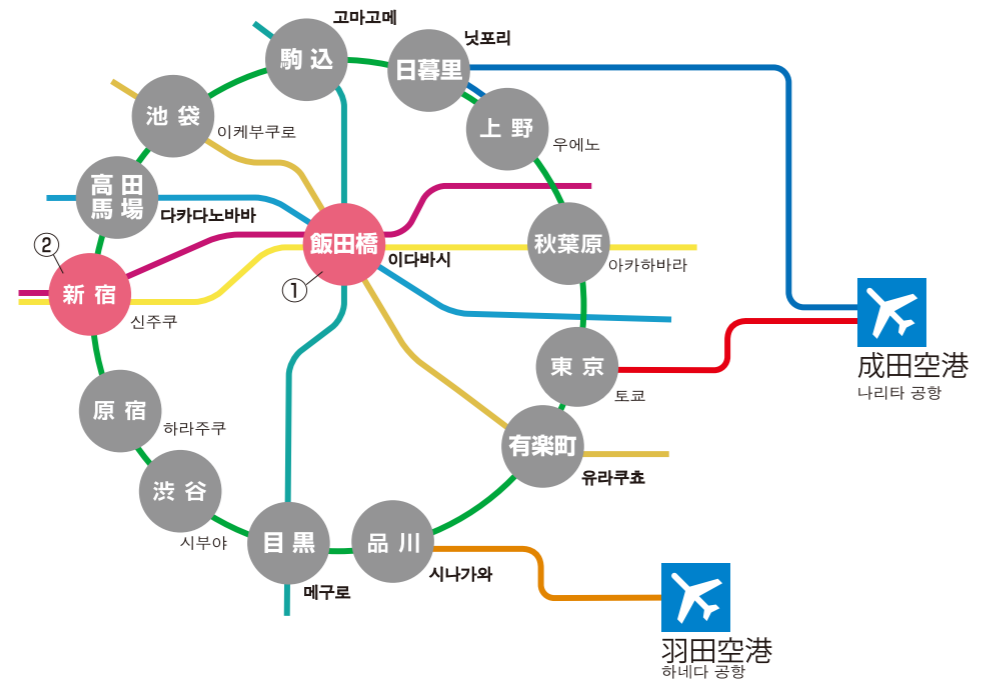 고마고메
駒込
닛포리
日暮里
池袋
이케부쿠로
上野
우에노
高田
馬場
다카다노바바
②
飯田橋
이다바시
①
秋葉原
아카하바라
新宿
신주쿠
成田空港
나리타 공항
東京
토쿄
原宿
하라주쿠
有楽町
유라쿠쵸
渋谷
시부야
目黒
메구로
品川
시나가와
羽田空港
하네다 공항